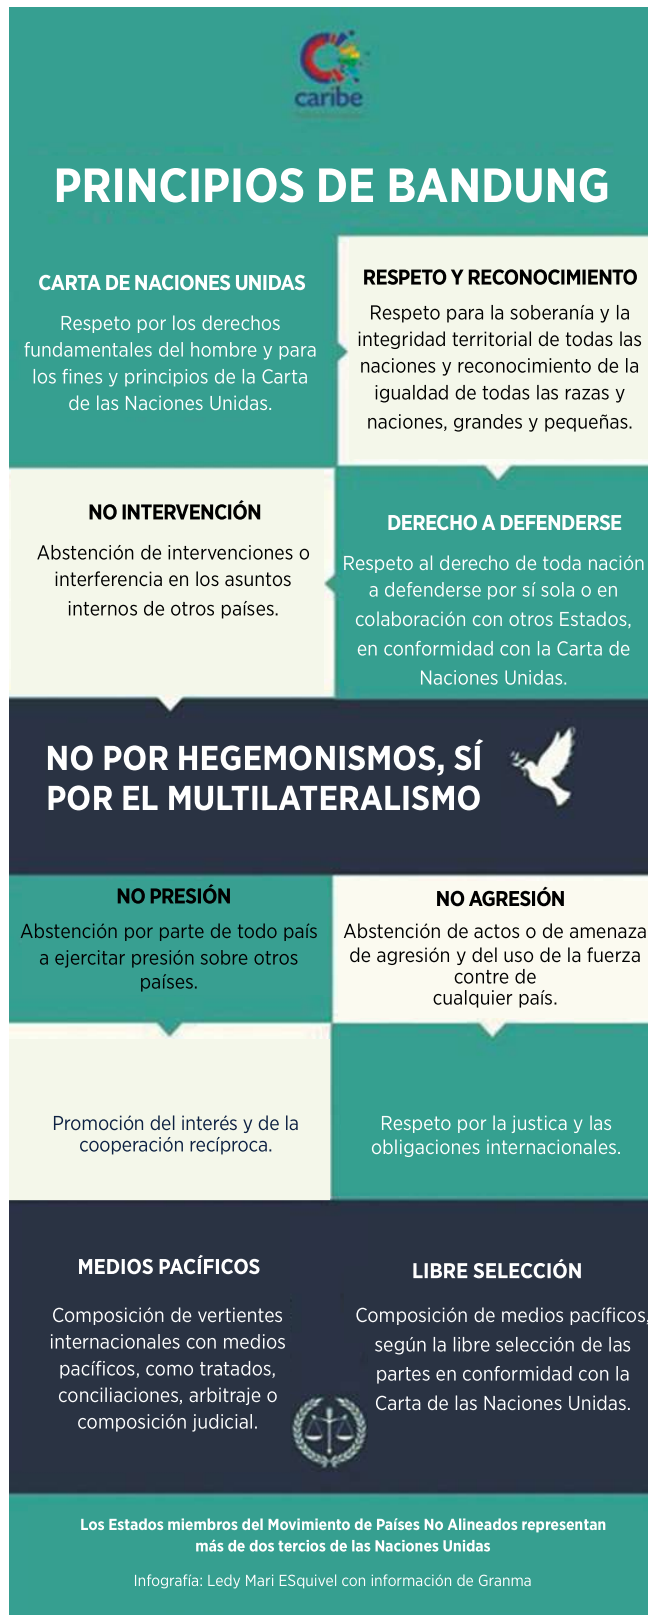 caribe
PRINCIPIOS DE BANDUNG
CARTA DE NACIONES UNIDAS
Respeto por los derechos
fundamentales del hombre y para
los fines y principios de la Carta
de las Naciones Unidas.
RESPETO Y RECONOCIMIENTO
Respeto para la soberanía y la
integridad territorial de todas las
naciones y reconocimiento de la
igualdad de todas las razas y
naciones, grandes y pequeñas.
NO INTERVENCIÓN
Abstención de intervenciones o
interferencia en los asuntos
internos de otros países.
DERECHO A DEFENDERSE
Respeto al derecho de toda nación
a defenderse por sí sola o en
colaboración con otros Estados,
en conformidad con la Carta de
Naciones Unidas.
NO POR HEGEMONISMOS, SÍ
POR EL MULTILATERALISMO
NO PRESIÓN
Abstención por parte de todo país
a ejercitar presión sobre otros
países.
NO AGRESIÓN
Abstención de actos o de amenaza
de agresión y del uso de la fuerza
contre de
cualquier país.
Promoción del interés y de la
cooperación recíproca.
Respeto por la justica y las
obligaciones internacionales.
MEDIOS PACÍFICOS
Composición de vertientes
internacionales con medios
pacíficos, como tratados,
conciliaciones, arbitraje o
composición judicial.
LIBRE SELECCIÓN
Composición de medios pacíficos,
según la libre selección de las
partes en conformidad con la
Carta de las Naciones Unidas.
Los Estados miembros del Movimiento de Países No Alineados representan
más de dos tercios de las Naciones Unidas
Infografía: Ledy Mari ESquivel con información de Granma